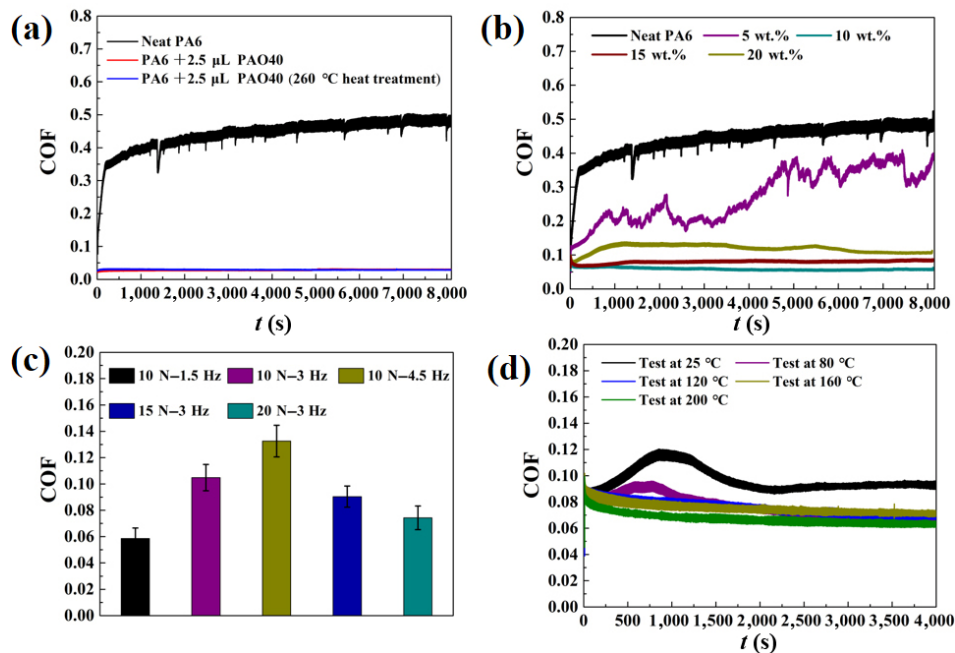 (a)
Neat PA6
PA6 +2.5 μL PAO40
PA6 +2.5 μL PAO40 (260 °C heat treatment)
0.8
0.7
0.6
0.5
0.4
0.3
0.2
0.1
0.0
COF
0 1,000 2,000 3,000 4,000 5,000 6,000 7,000 8,000
t (s)
(b)
Neat PA6 5 wt.% 10 wt.%
15 wt.% 20 wt.%
0.8
0.7
0.6
0.5
0.4
0.3
0.2
0.1
0.0
COF
0 1,000 2,000 3,000 4,000 5,000 6,000 7,000 8,000
t (s)
(c)
10 N–1.5 Hz 10 N–3 Hz 10 N–4.5 Hz
15 N–3 Hz 20 N–3 Hz
0.20
0.18
0.16
0.14
0.12
0.10
0.08
0.06
0.04
0.02
0.00
COF
(d)
Test at 25 °C Test at 80 °C
Test at 120 °C Test at 160 °C
Test at 200 °C
0.20
0.18
0.16
0.14
0.12
0.10
0.08
0.06
0.04
0.02
0.00
COF
0 500 1,000 1,500 2,000 2,500 3,000 3,500 4,000
t (s)